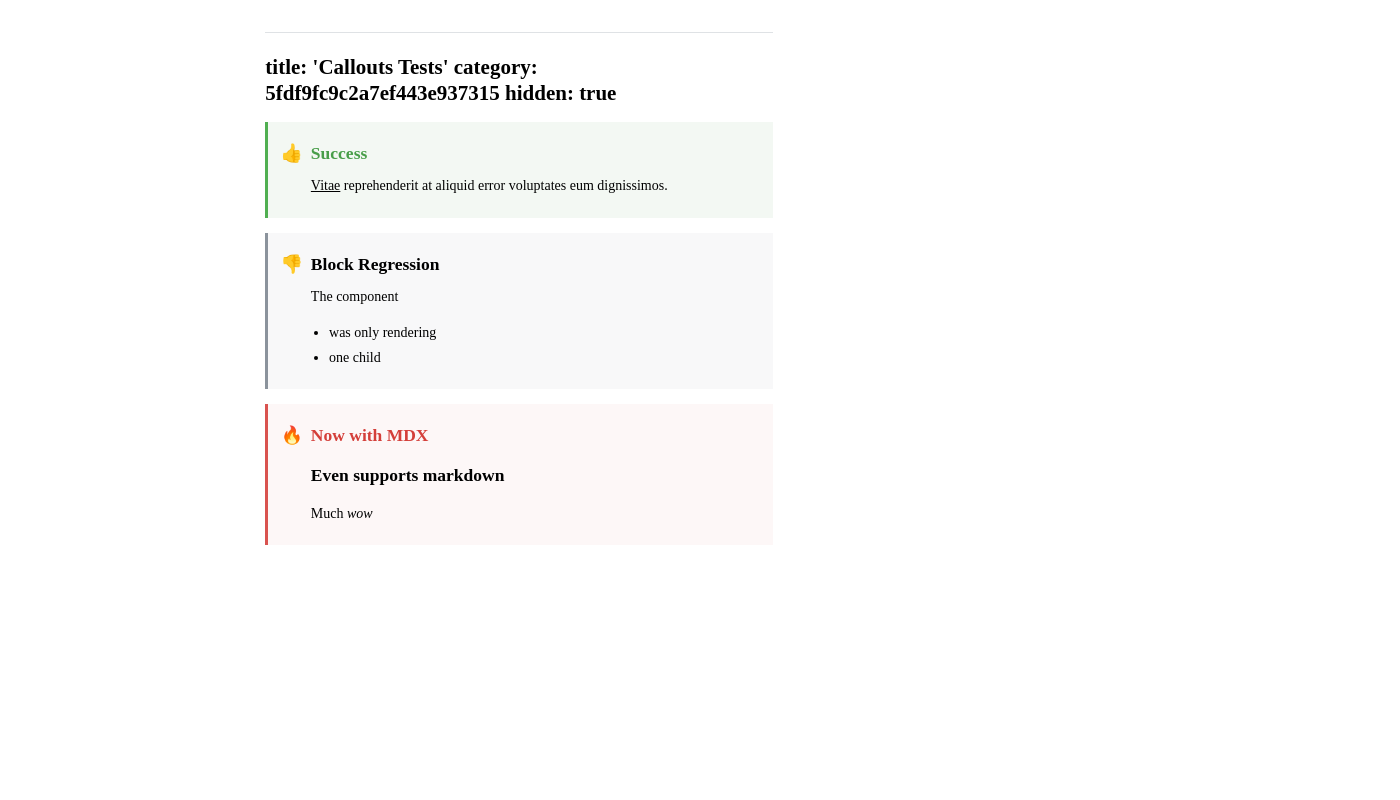 title: 'Callouts Tests' category:
5fdf9fc9c2a7ef443e937315 hidden: true
👍 Success
Vitae reprehenderit at aliquid error voluptates eum dignissimos.
👎 Block Regression
The component
• was only rendering
• one child
🔥 Now with MDX
Even supports markdown
Much wow